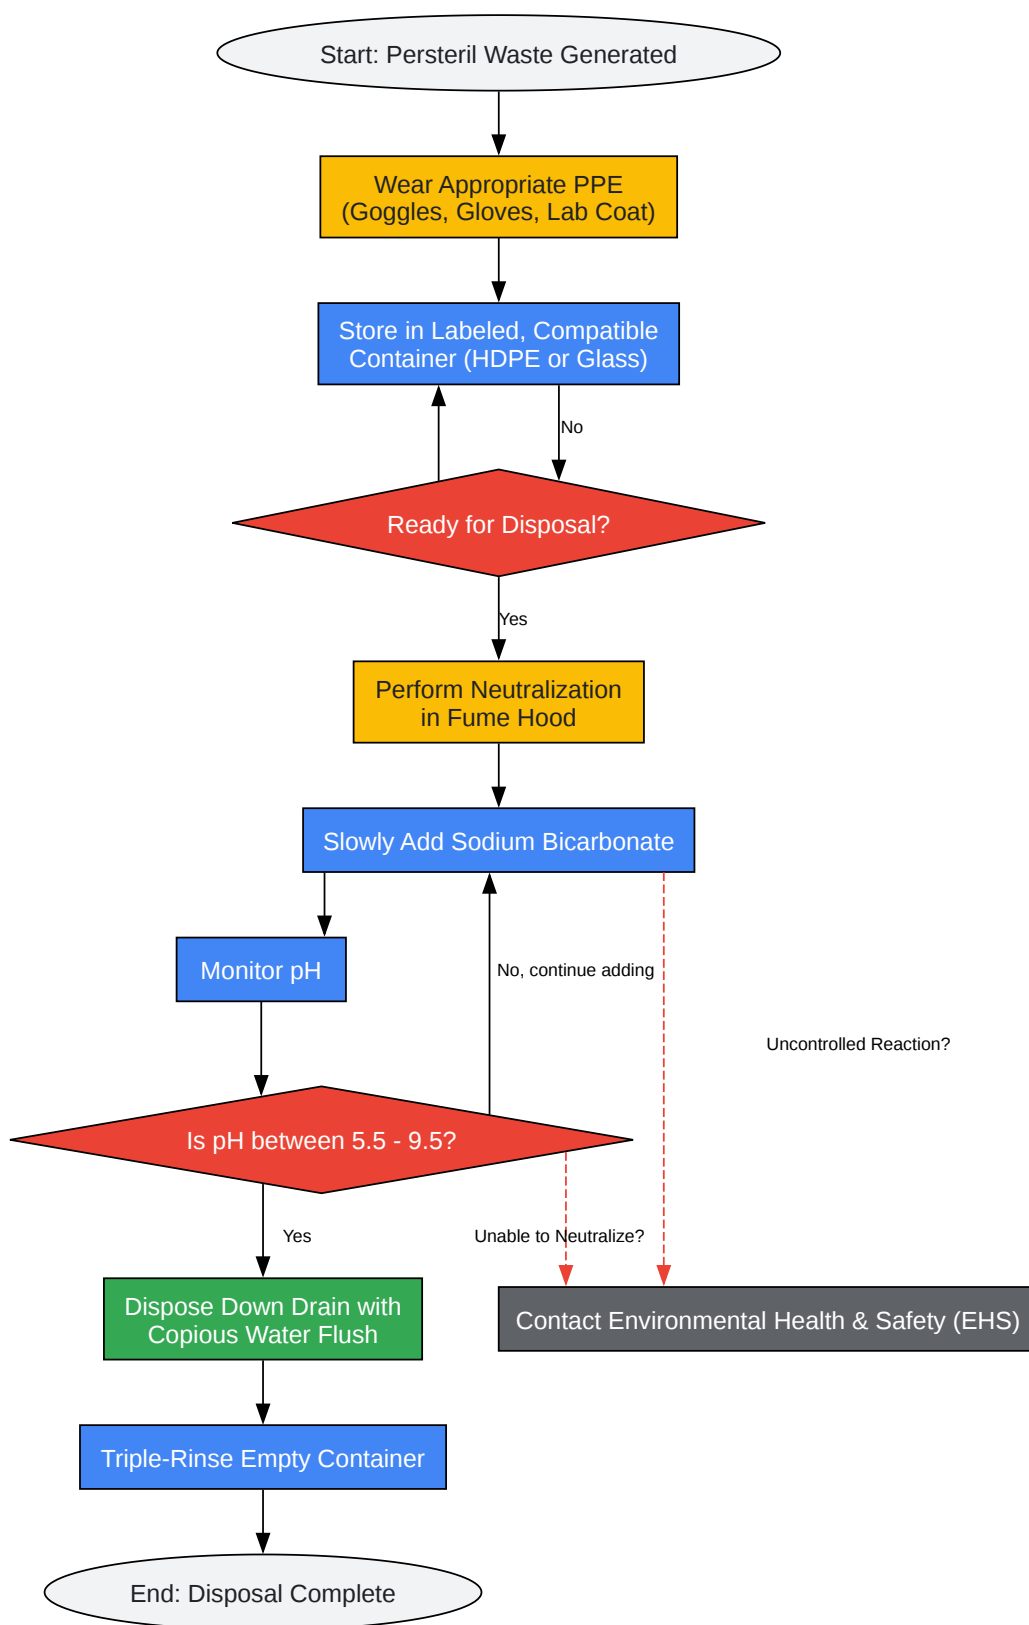 Start: Persteril Waste Generated
Wear Appropriate PPE
(Goggles, Gloves, Lab Coat)
Store in Labeled, Compatible
Container (HDPE or Glass)
No
Ready for Disposal?
Yes
Perform Neutralization
in Fume Hood
Slowly Add Sodium Bicarbonate
Monitor pH
No, continue adding
Uncontrolled Reaction?
Is pH between 5.5 - 9.5?
Yes
Unable to Neutralize?
Dispose Down Drain with
Copious Water Flush
Contact Environmental Health & Safety (EHS)
Triple-Rinse Empty Container
End: Disposal Complete